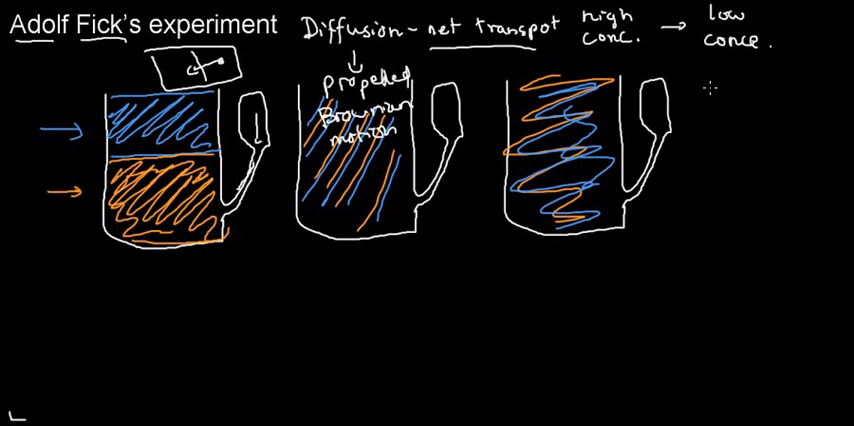 Adolf Fick's experiment
Diffusion - net transpot high conc. → low conce.
↓
propelled
Brownian
motion